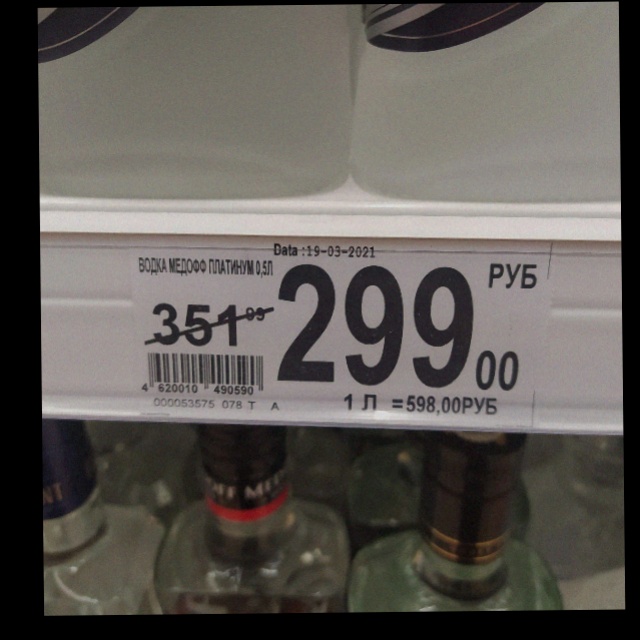 Data :19-03-2021
ВОДКА МЕДОФФ ПЛАТИНУМ 0,5Л
351
299 00 РУБ
4 620010 490590
000053575 078 Т А
1 Л =598,00РУБ